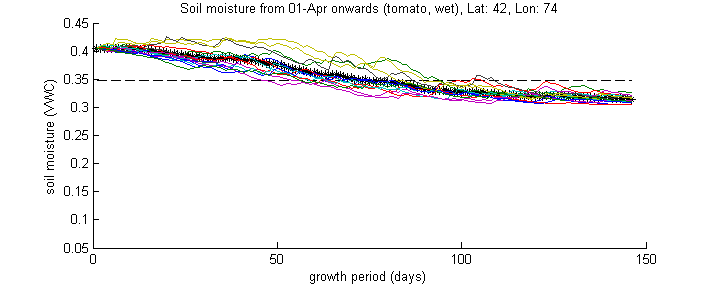 Soil moisture from 01-Apr onwards (tomato, wet), Lat: 42, Lon: 74
0.45
0.4
0.35
0.3
0.25
0.2
0.15
0.1
0.05
soil moisture (VWC)
0 50 100 150
growth period (days)